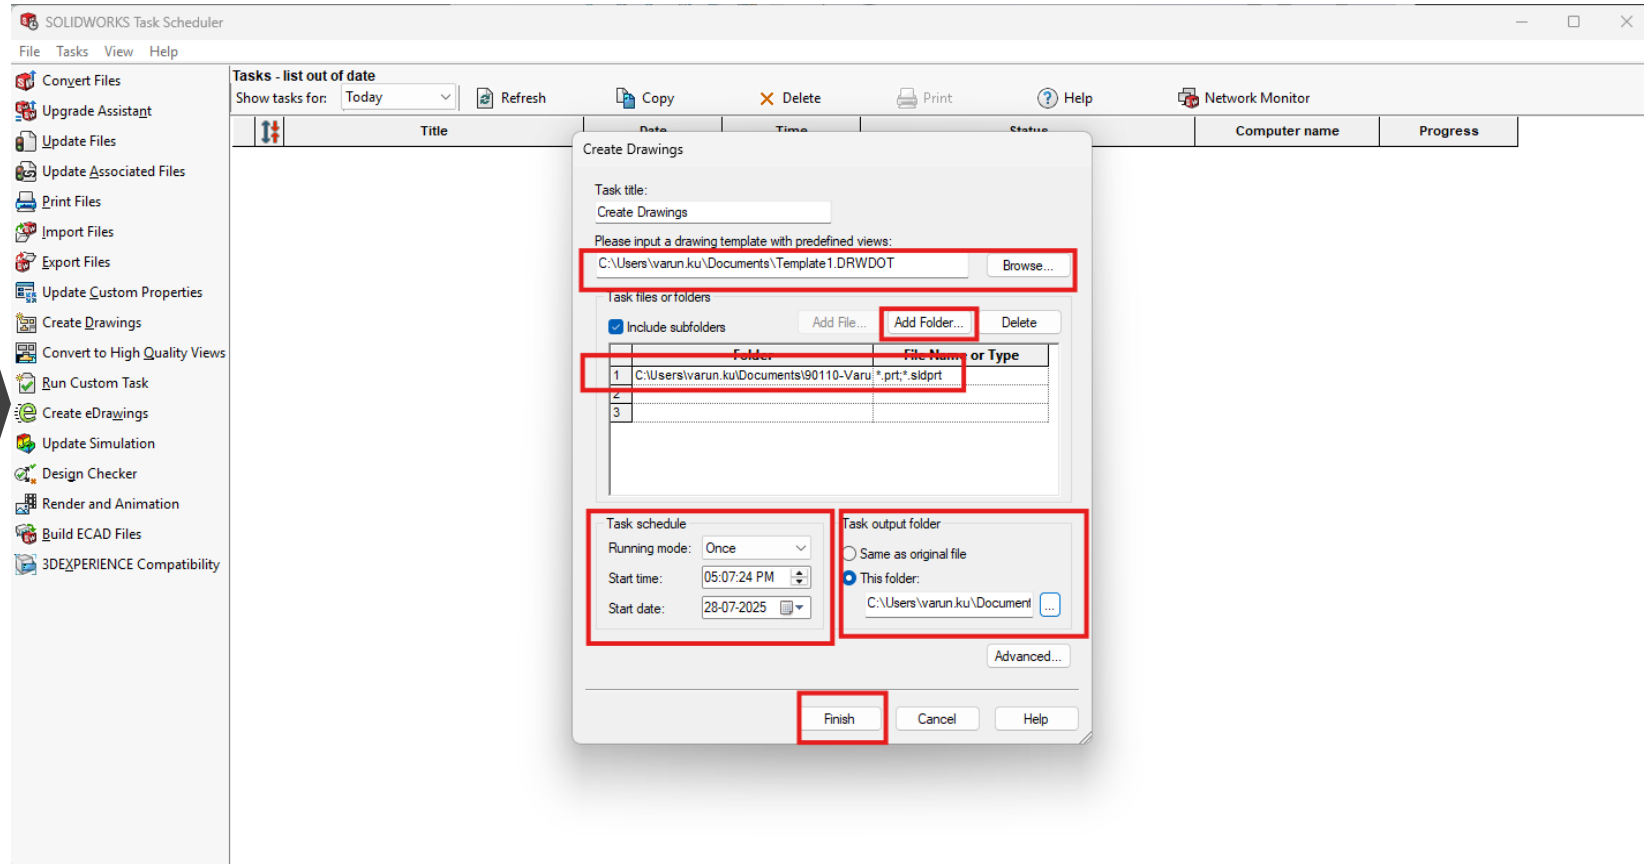 SOLIDWORKS Task Scheduler
File Tasks View Help
Convert Files
Upgrade Assistant
Update Files
Update Associated Files
Print Files
Import Files
Export Files
Update Custom Properties
Create Drawings
Convert to High Quality Views
Run Custom Task
Create eDrawings
Update Simulation
Design Checker
Render and Animation
Build ECAD Files
3DEXPERIENCE Compatibility
Tasks - list out of date
Show tasks for: Today Refresh Copy Delete Print Help Network Monitor
Title Date Time Status Computer name Progress
Create Drawings
Task title:
Create Drawings
Please input a drawing template with predefined views:
C:\Users\varun.ku\Documents\Template1.DRWDOT Browse...
Task files or folders
Include subfolders Add File... Add Folder... Delete
Folder File Name or Type
1 C:\Users\varun.ku\Documents\90110-Varu *.prt;*.sldprt
2
3
Task schedule
Running mode: Once
Start time: 05:07:24 PM
Start date: 28-07-2025
Task output folder
Same as original file
This folder:
C:\Users\varun.ku\Document ...
Advanced...
Finish Cancel Help